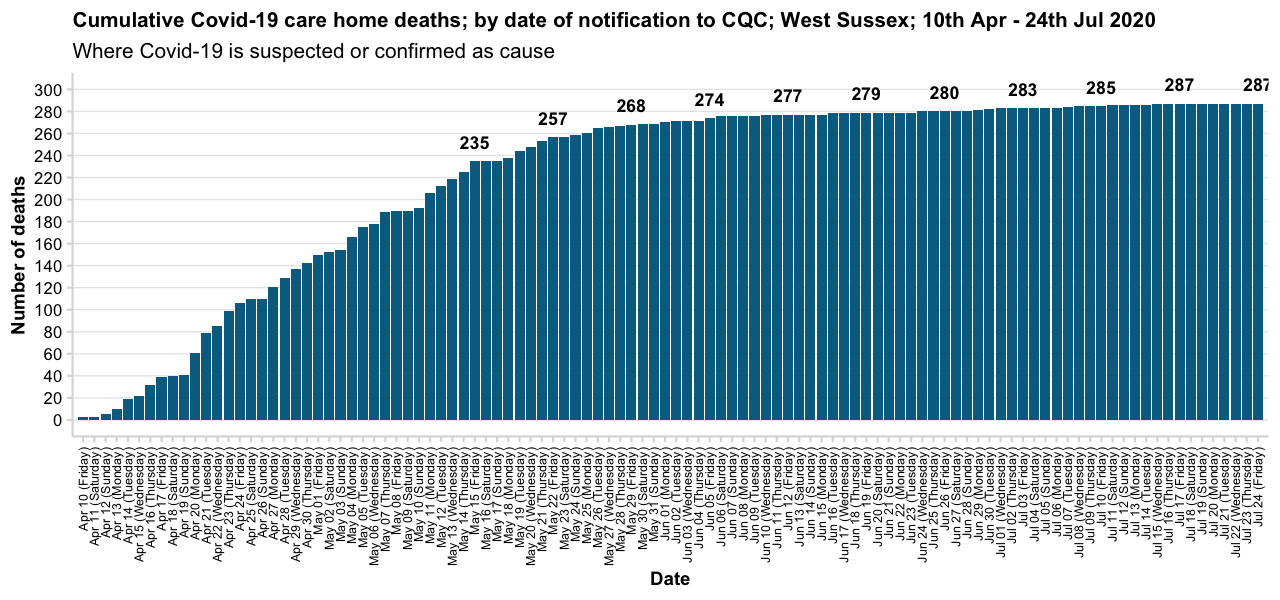 Cumulative Covid-19 care home deaths; by date of notification to CQC; West Sussex; 10th Apr - 24th Jul 2020
Where Covid-19 is suspected or confirmed as cause
Number of deaths
300
280
260
240
220
200
180
160
140
120
100
80
60
40
20
0
235
257
268
274
277
279
280
283
285
287
287
Apr 10 (Friday)
Apr 11 (Saturday)
Apr 12 (Sunday)
Apr 13 (Monday)
Apr 14 (Tuesday)
Apr 15 (Wednesday)
Apr 16 (Thursday)
Apr 17 (Friday)
Apr 18 (Saturday)
Apr 19 (Sunday)
Apr 20 (Monday)
Apr 21 (Tuesday)
Apr 22 (Wednesday)
Apr 23 (Thursday)
Apr 24 (Friday)
Apr 25 (Saturday)
Apr 26 (Sunday)
Apr 27 (Monday)
Apr 28 (Tuesday)
Apr 29 (Wednesday)
Apr 30 (Thursday)
May 01 (Friday)
May 02 (Saturday)
May 03 (Sunday)
May 04 (Monday)
May 05 (Tuesday)
May 06 (Wednesday)
May 07 (Thursday)
May 08 (Friday)
May 09 (Saturday)
May 10 (Sunday)
May 11 (Monday)
May 12 (Tuesday)
May 13 (Wednesday)
May 14 (Thursday)
May 15 (Friday)
May 16 (Saturday)
May 17 (Sunday)
May 18 (Monday)
May 19 (Tuesday)
May 20 (Wednesday)
May 21 (Thursday)
May 22 (Friday)
May 23 (Saturday)
May 24 (Sunday)
May 25 (Monday)
May 26 (Tuesday)
May 27 (Wednesday)
May 28 (Thursday)
May 29 (Friday)
May 30 (Saturday)
May 31 (Sunday)
Jun 01 (Monday)
Jun 02 (Tuesday)
Jun 03 (Wednesday)
Jun 04 (Thursday)
Jun 05 (Friday)
Jun 06 (Saturday)
Jun 07 (Sunday)
Jun 08 (Monday)
Jun 09 (Tuesday)
Jun 10 (Wednesday)
Jun 11 (Thursday)
Jun 12 (Friday)
Jun 13 (Saturday)
Jun 14 (Sunday)
Jun 15 (Monday)
Jun 16 (Tuesday)
Jun 17 (Wednesday)
Jun 18 (Thursday)
Jun 19 (Friday)
Jun 20 (Saturday)
Jun 21 (Sunday)
Jun 22 (Monday)
Jun 23 (Tuesday)
Jun 24 (Wednesday)
Jun 25 (Thursday)
Jun 26 (Friday)
Jun 27 (Saturday)
Jun 28 (Sunday)
Jun 29 (Monday)
Jun 30 (Tuesday)
Jul 01 (Wednesday)
Jul 02 (Thursday)
Jul 03 (Friday)
Jul 04 (Saturday)
Jul 05 (Sunday)
Jul 06 (Monday)
Jul 07 (Tuesday)
Jul 08 (Wednesday)
Jul 09 (Thursday)
Jul 10 (Friday)
Jul 11 (Saturday)
Jul 12 (Sunday)
Jul 13 (Monday)
Jul 14 (Tuesday)
Jul 15 (Wednesday)
Jul 16 (Thursday)
Jul 17 (Friday)
Jul 18 (Saturday)
Jul 19 (Sunday)
Jul 20 (Monday)
Jul 21 (Tuesday)
Jul 22 (Wednesday)
Jul 23 (Thursday)
Jul 24 (Friday)
Date